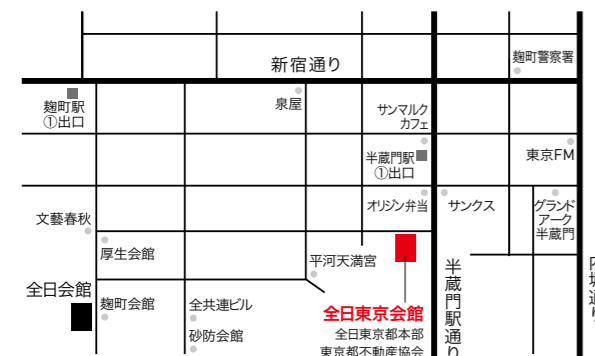 新宿通り
麹町警察署
麹町駅
①出口
泉屋
サンマルク
カフェ
半蔵門駅
①出口
東京FM
オリジン弁当
サンクス
グランド
アーク
半蔵門
文藝春秋
厚生会館
平河天満宮
半蔵門駅通り
内堀通り
全日会館
麹町会館
全共連ビル
全日東京会館
砂防会館
全日東京都本部
東京都不動産協会